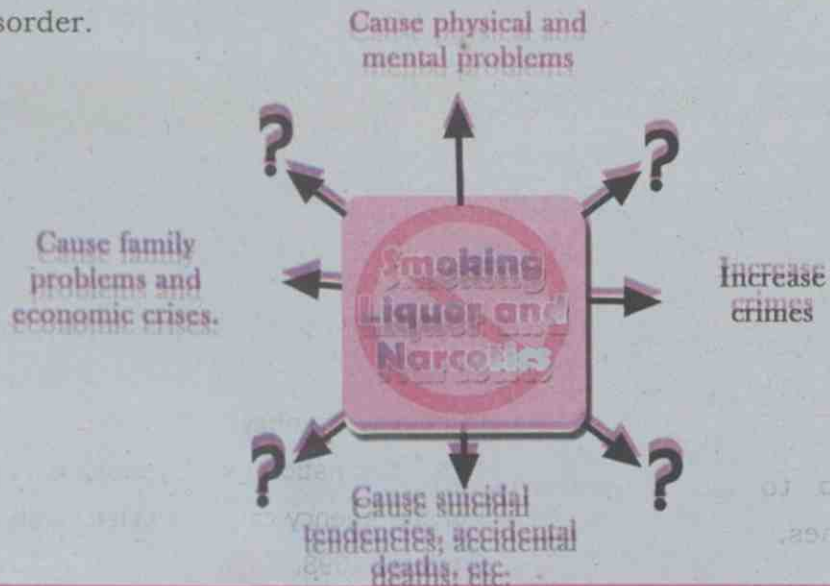 sorder.
Cause physical and
mental problems
?
?
Cause family
problems and
economic crises.
Smoking
Liquor and
Narcotics
Increase
crimes
?
?
Cause suicidal
tendencies, accidental
deaths, etc.
to